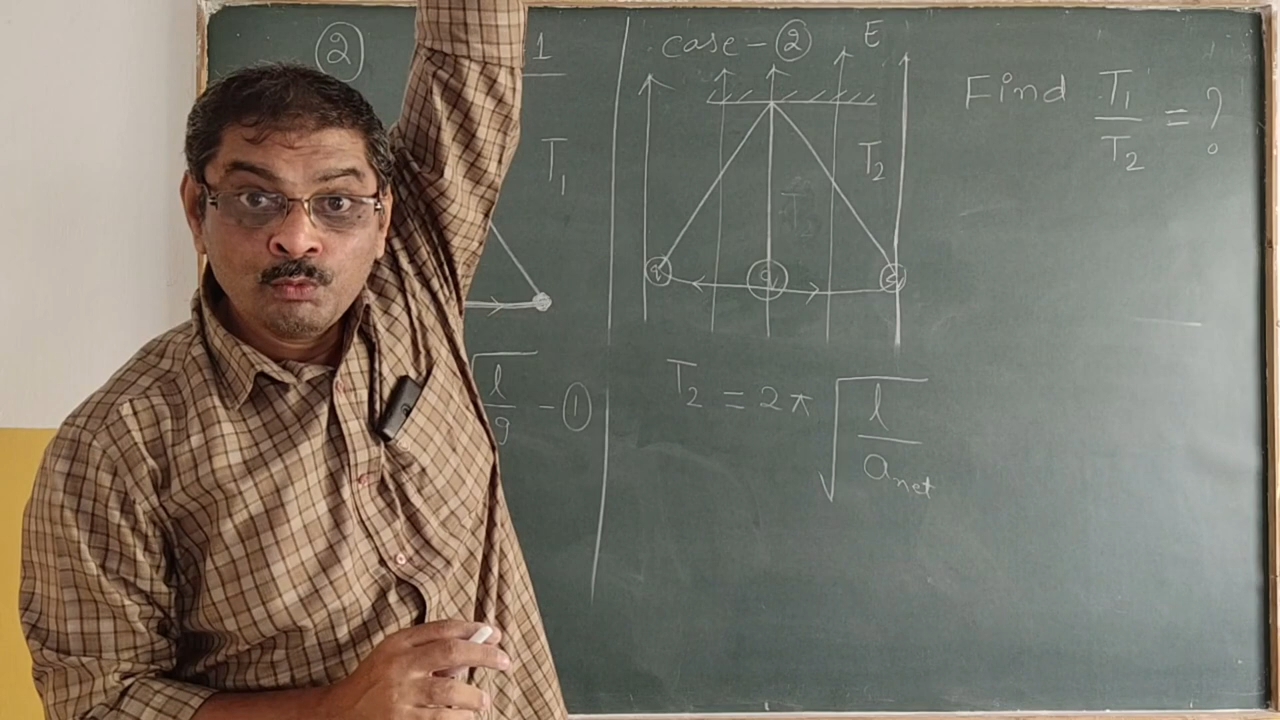 ②
1
T₁
l/g - ①
case - ②
E
T₂
q q q
T₂ = 2π √(l/aₙₑₜ)
Find T₁/T₂ = ?